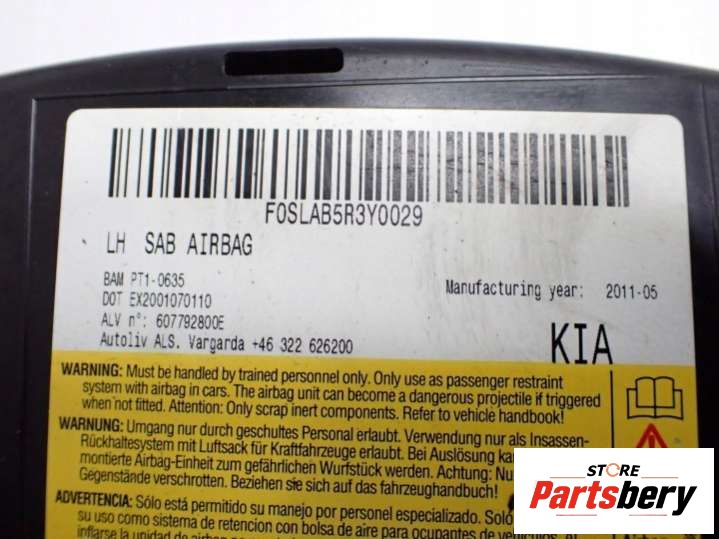 F0SLAB5R3Y0029
LH SAB AIRBAG
BAM PT1-0635
DOT EX2001070110
Manufacturing year: 2011-05
ALV n°: 607792800E
Autoliv ALS. Vargarda +46 322 626200
KIA
WARNING: Must be handled by trained personnel only. Only use as passenger restraint
system with airbag in cars. The airbag unit can become a dangerous projectile if triggered
when not fitted. Attention: Only scrap inert components. Refer to vehicle handbook!
WARNUNG: Umgang nur durch geschultes Personal erlaubt. Verwendung nur als Insassen-
Rückhaltesystem mit Luftsack für Kraftfahrzeuge erlaubt. Bei Auslösung kann
montierte Airbag-Einheit zum gefährlichen Wurfstück werden. Achtung: Nu
Gegenstände verschrotten. Beziehen sie sich auf das fahrzeughandbuch!
ADVERTENCIA: Sólo está permitido su manejo por personel especializado. Sólo
su uso como sistema de retencion con bolsa de aire para ocupantes de vehiculos, el
STORE
Partsbery